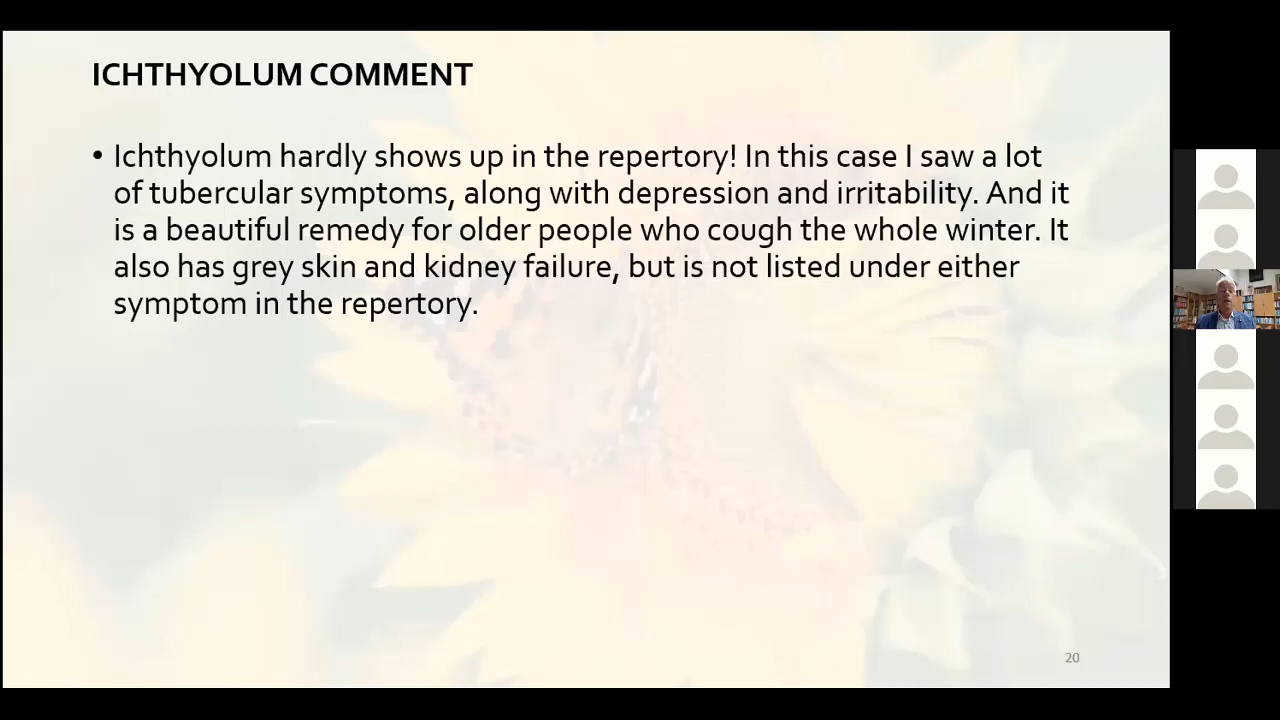 ICHTHYOLUM COMMENT
• Ichthyolum hardly shows up in the repertory! In this case I saw a lot
of tubercular symptoms, along with depression and irritability. And it
is a beautiful remedy for older people who cough the whole winter. It
also has grey skin and kidney failure, but is not listed under either
symptom in the repertory.
20